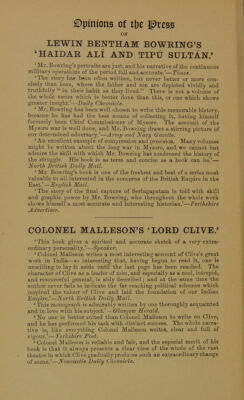 Opinions of the Press
ON
LEWIN BENTHAM BOWRING'S
'HAIDAR ALÍ AND TIPÚ SULTÁN.'
'Mr. Bowring's portraits are just, and his narrative of the continuous
military operations of the period full and accurate.'—Times.
'The story has been often written, but never better or more con-
cisely than here, where the father and son are depicted vividly and
truthfully "in their habit as they lived." There is not a volume of
the whole series which is better done than this, or one which shows
greater insight.'—Daily Chronicle.
'Mr. Bowring has been well chosen to write this memorable history,
because he has had the best means of collecting it, having himself
formerly been Chief Commissioner of Mysore. The account of the
Mysore war is well done, and Mr. Bowring draws a stirring picture of
our determined adversary.'—Army and Navy Gazette.
'An excellent example of compression and precision. Many volumes
might be written about the long war in Mysore, and we cannot but
admire the skill with which Mr. Bowring has condensed the history of
the struggle. His book is as terse and concise as a book can be.'—
North British Daily Mail.
'Mr. Bowring's book is one of the freshest and best of a series most
valuable to all interested in the concerns of the British Empire in the
East.'—English Mail.
'The story of the final capture of Seringapatam is told with skill
and graphic power by Mr. Bowring, who throughout the whole work
shows himself a most accurate and interesting historian.'—Perthshire
Advertiser.
COLONEL MALLESON'S 'LORD CLIVE.'
'This book gives a spirited and accurate sketch of a very extra-
ordinary personality.'—Speaker.
'Colonel Malleson writes a most interesting account of Clive's great
work in India—so interesting that, having begun to read it, one is
unwilling to lay it aside until the last page has been reached. The
character of Clive as a leader of men, and especially as a cool, intrepid,
and resourceful general, is ably described; and at the same time the
author never fails to indicate the far-reaching political schemes which
inspired the valour of Clive and laid the foundation of our Indian
Empire.'—North British Daily Mail.
'This monograph is admirably written by one thoroughly acquainted
and in love with his subject.'—Glasgow Herald.
'No one is better suited than Colonel Malleson to write on Clive,
and he has performed his task with distinct success. The whole narra-
tive is, like everything Colonel Malleson writes, clear and full of
vigour.'—Yorkshire Post.
'Colonel Malleson is reliable and fair, and the especial merit of his
book is that it always presents a clear view of the whole of the vast
theatre in which Clive gradually produces such an extraordinary change
of scene.'—Newcastle Daily Chronicle.